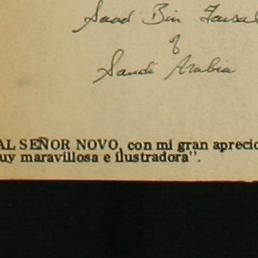 Saad Bin Faisal
of
Saudi Arabia
AL SEÑOR NOVO, con mi gran aprecio
uy maravillosa e ilustradora".